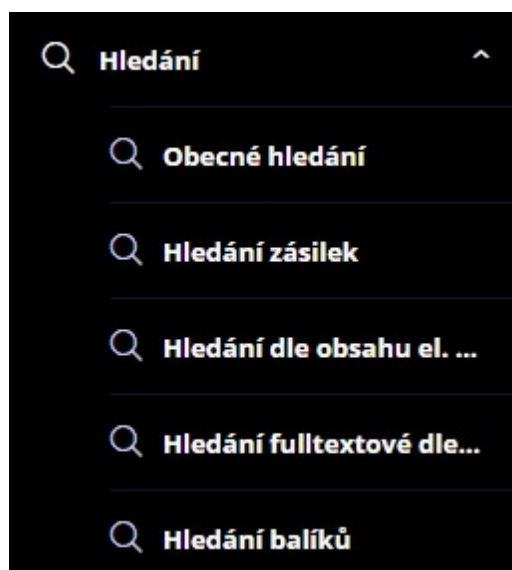 Hledání
Obecné hledání
Hledání zásilek
Hledání dle obsahu el. ...
Hledání fulltextové dle...
Hledání balíků